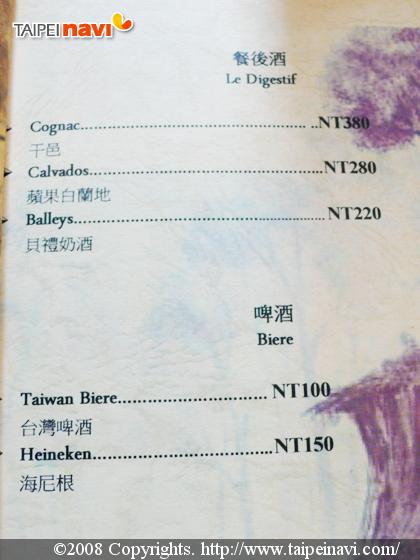 TAIPEI navi
餐後酒
Le Digestif
Cognac................................................. ..NT380
干邑
Calvados...................................................NT280
蘋果白蘭地
Balleys......................................................NT220
貝禮奶酒
啤酒
Biere
Taiwan Biere..........................NT100
台灣啤酒
Heineken...............................NT150
海尼根
©2008 Copyrights. http://www.taipeinavi.com/